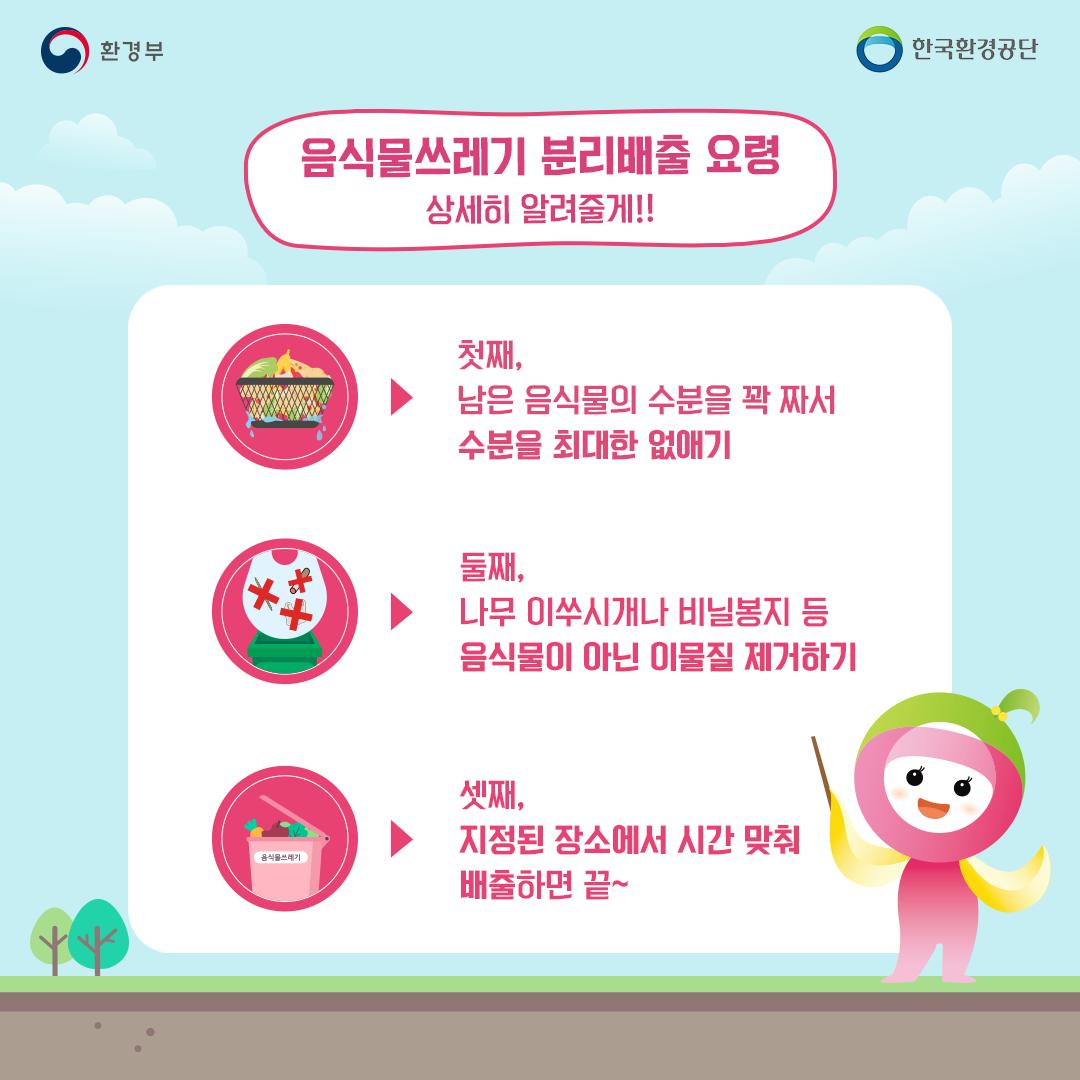 환경부
한국환경공단
음식물쓰레기 분리배출 요령
상세히 알려줄게!!
첫째,
남은 음식물의 수분을 꽉 짜서
수분을 최대한 없애기
둘째,
나무 이쑤시개나 비닐봉지 등
음식물이 아닌 이물질 제거하기
셋째,
음식물쓰레기
지정된 장소에서 시간 맞춰
배출하면 끝~